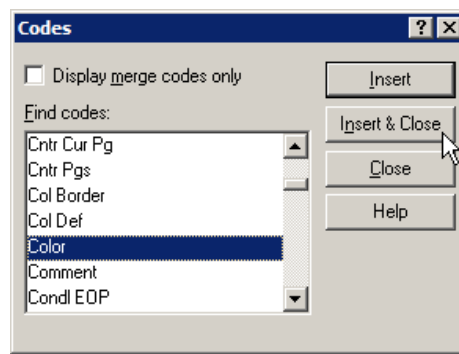 Codes
Display merge codes only
Find codes:
Cntr Cur Pg
Cntr Pgs
Col Border
Col Def
Color
Comment
Condl EOP
Insert
Insert & Close
Close
Help